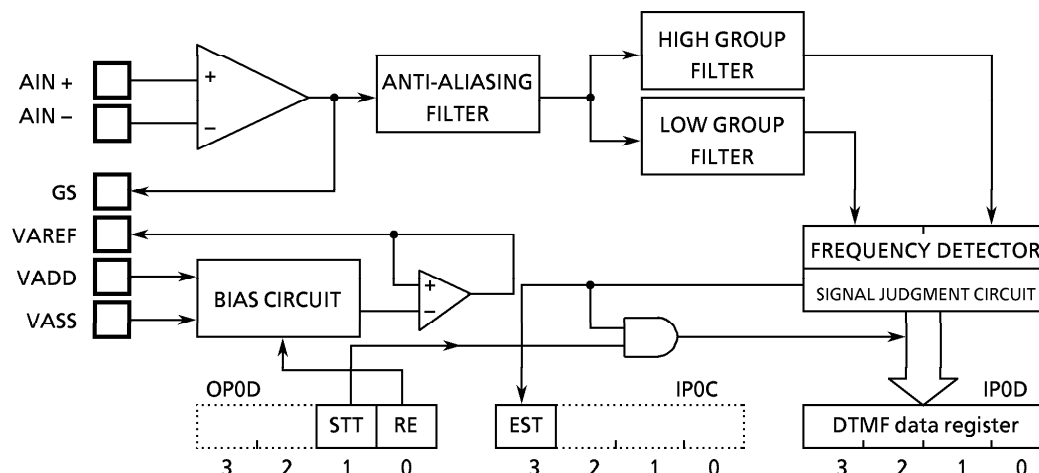 AIN +
AIN –
+
–
ANTI-ALIASING
FILTER
HIGH GROUP
FILTER
LOW GROUP
FILTER
GS
VAREF
VADD
VASS
BIAS CIRCUIT
+
–
FREQUENCY DETECTOR
SIGNAL JUDGMENT CIRCUIT
OP0D
IP0C
IP0D
STT
RE
EST
DTMF data register
3 2 1 0
3 2 1 0
3 2 1 0